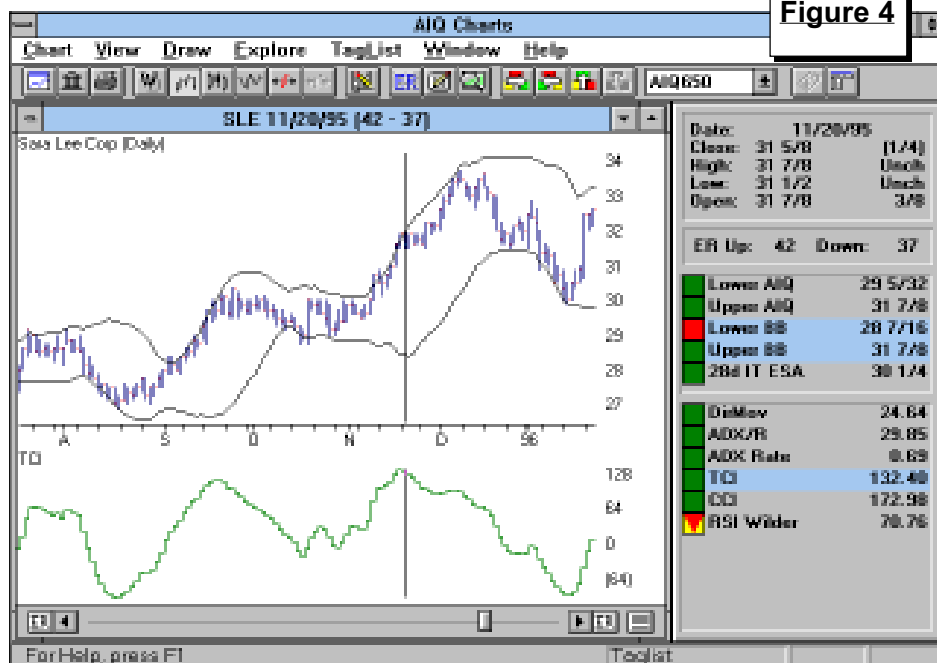 Figure 4
AIQ Charts
Chart View Draw Explore TagList Window Help
ER
AIQ650
SLE 11/20/95 (42 - 37)
Sara Lee Cop (Daily)
34
33
32
31
30
29
28
27
A S O N D 96
TCI
128
64
0
(64)
Date: 11/20/95
Close: 31 5/8 (1/4)
High: 31 7/8 Unch
Low: 31 1/2 Unch
Open: 31 7/8 3/8
ER Up: 42 Down: 37
Lower AIQ 29 5/32
Upper AIQ 31 7/8
Lower BB 28 7/16
Upper BB 31 7/8
28d IT ESA 30 1/4
DirMov 24.64
ADX/R 29.85
ADX Rate 0.69
TCI 132.40
CCI 172.98
RSI Wilder 70.76
For Help, press F1
Taglist